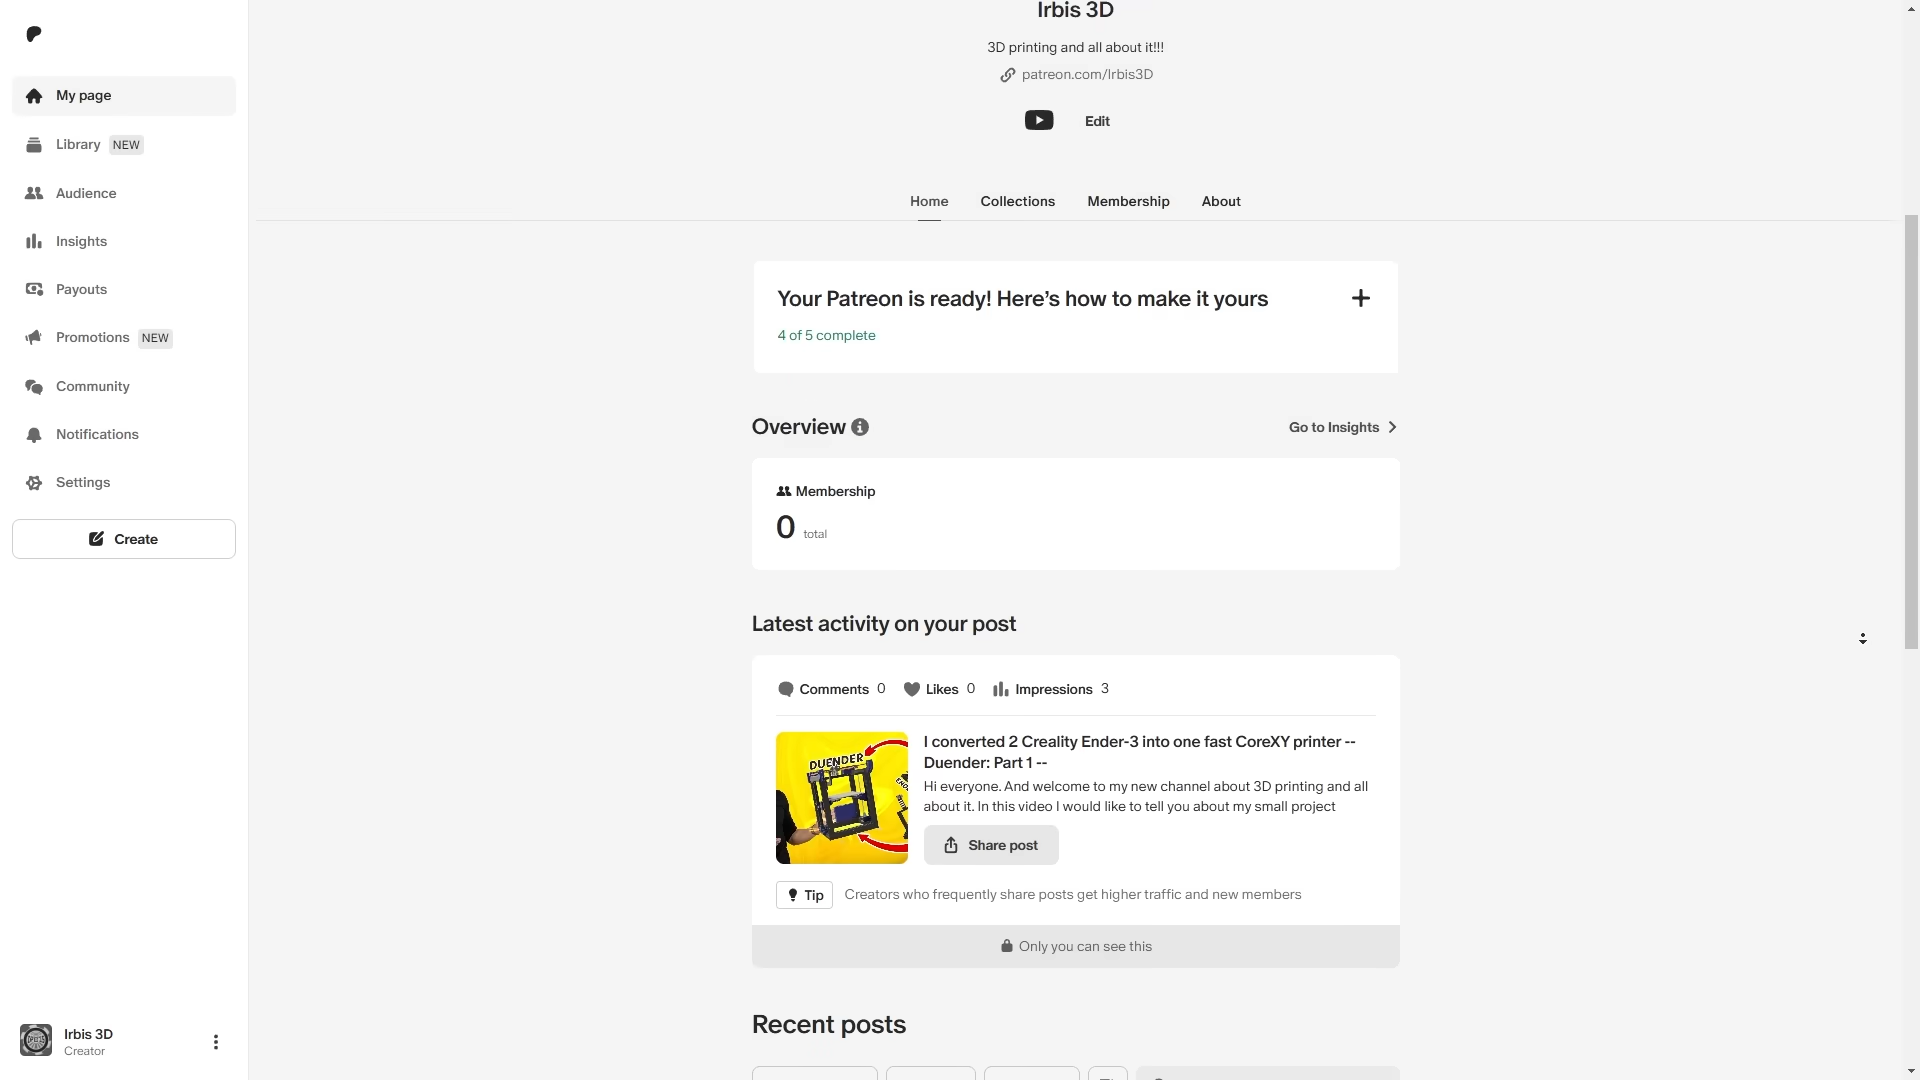 Irbis 3D
3D printing and all about it!!!
patreon.com/Irbis3D
Edit
My page
Library NEW
Audience
Insights
Payouts
Promotions NEW
Community
Notifications
Settings
Create
Home Collections Membership About
Your Patreon is ready! Here’s how to make it yours
4 of 5 complete
Overview
Go to Insights
Membership
0 total
Latest activity on your post
Comments 0 Likes 0 Impressions 3
DUENDER
I converted 2 Creality Ender-3 into one fast CoreXY printer --
Duender: Part 1 --
Hi everyone. And welcome to my new channel about 3D printing and all
about it. In this video I would like to tell you about my small project
Share post
Tip Creators who frequently share posts get higher traffic and new members
Only you can see this
Recent posts
Irbis 3D
Creator